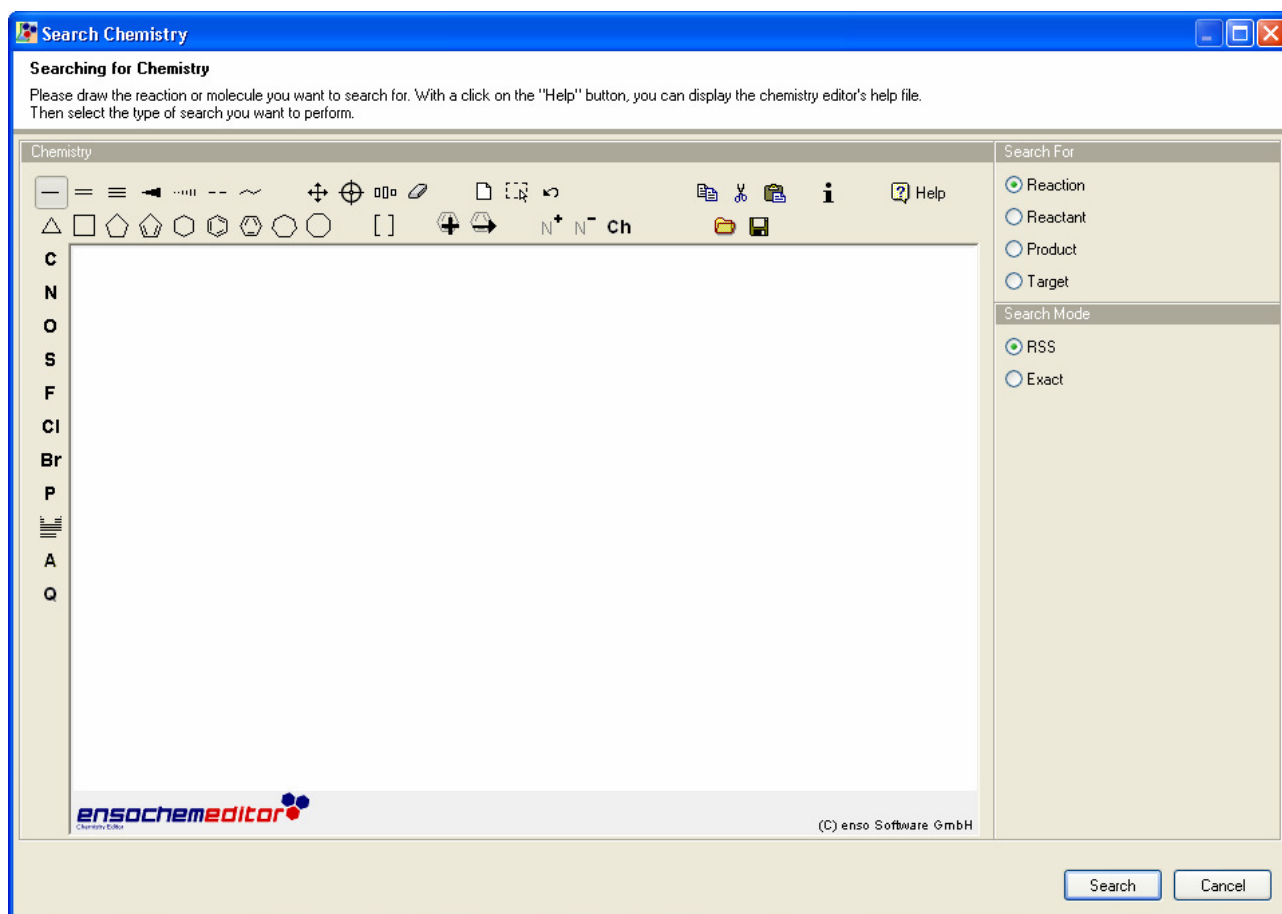 Search Chemistry
Searching for Chemistry
Please draw the reaction or molecule you want to search for. With a click on the "Help" button, you can display the chemistry editor's help file.
Then select the type of search you want to perform.
Chemistry
Help
N+ N- Ch
C
N
O
S
F
Cl
Br
P
A
Q
ensochemeditor
Chemistry Editor
(C) enso Software GmbH
Search For
Reaction
Reactant
Product
Target
Search Mode
RSS
Exact
Search
Cancel